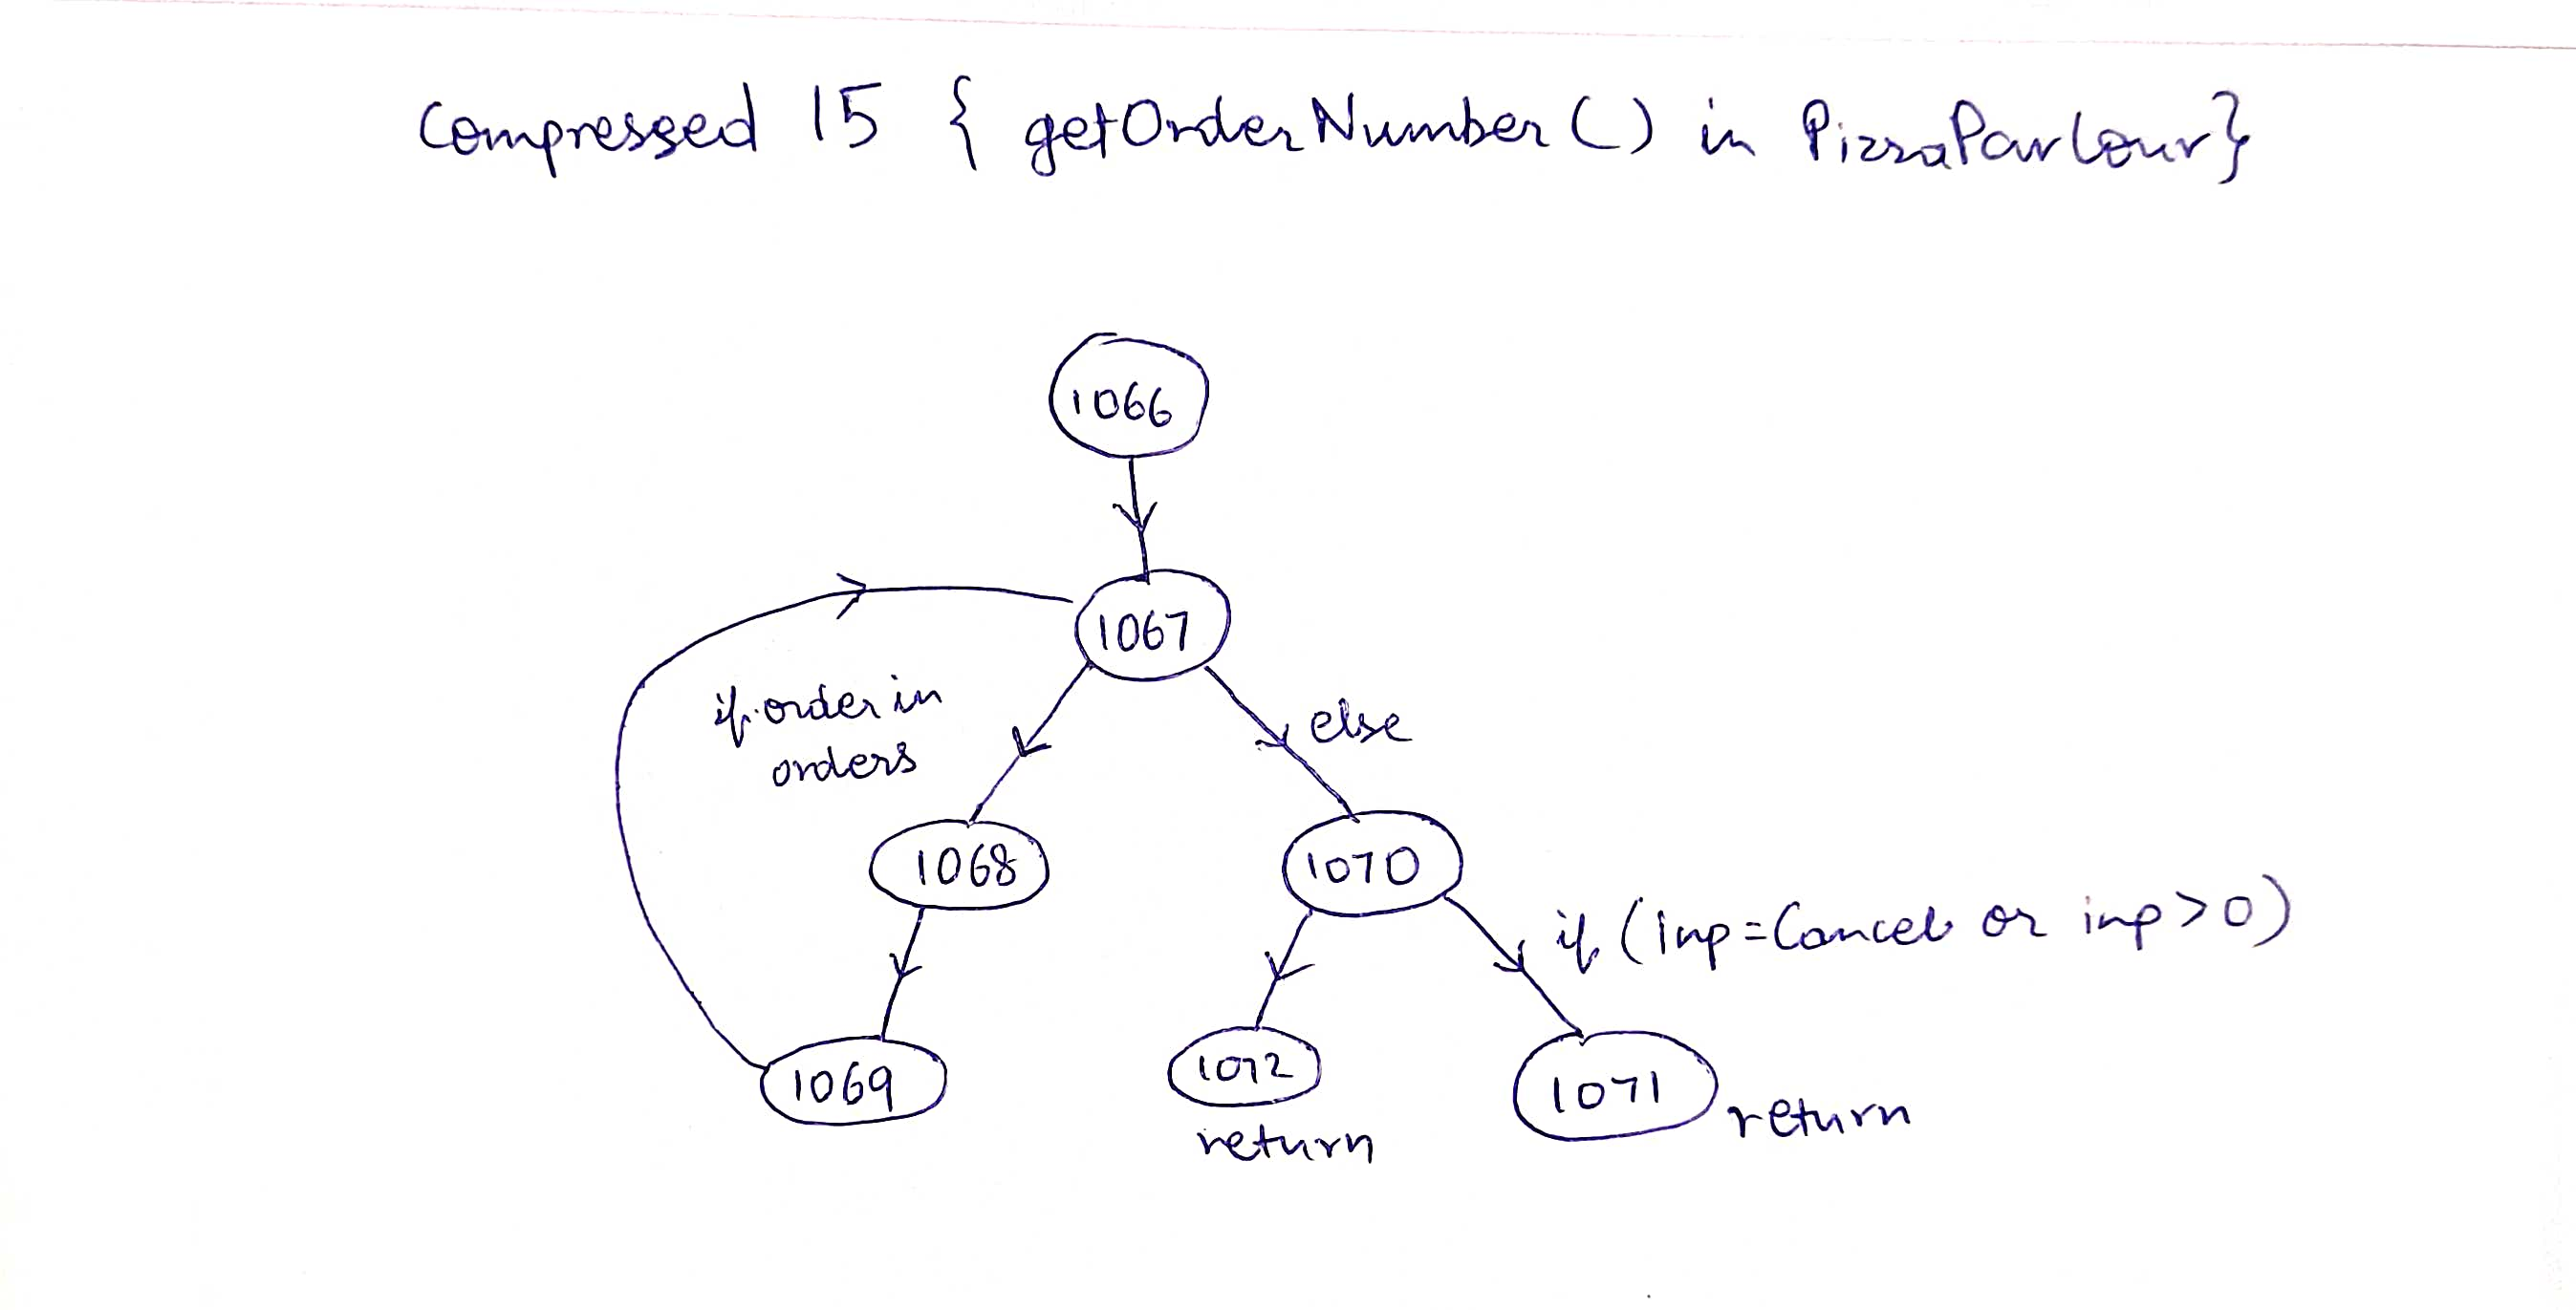 Compressed 15 { getOrderNumber() in PizzaParlour}
1066
1067
if order in
orders
else
1068
1070
if (inp=Cancel or inp>0)
1069
1072
1071
return
return